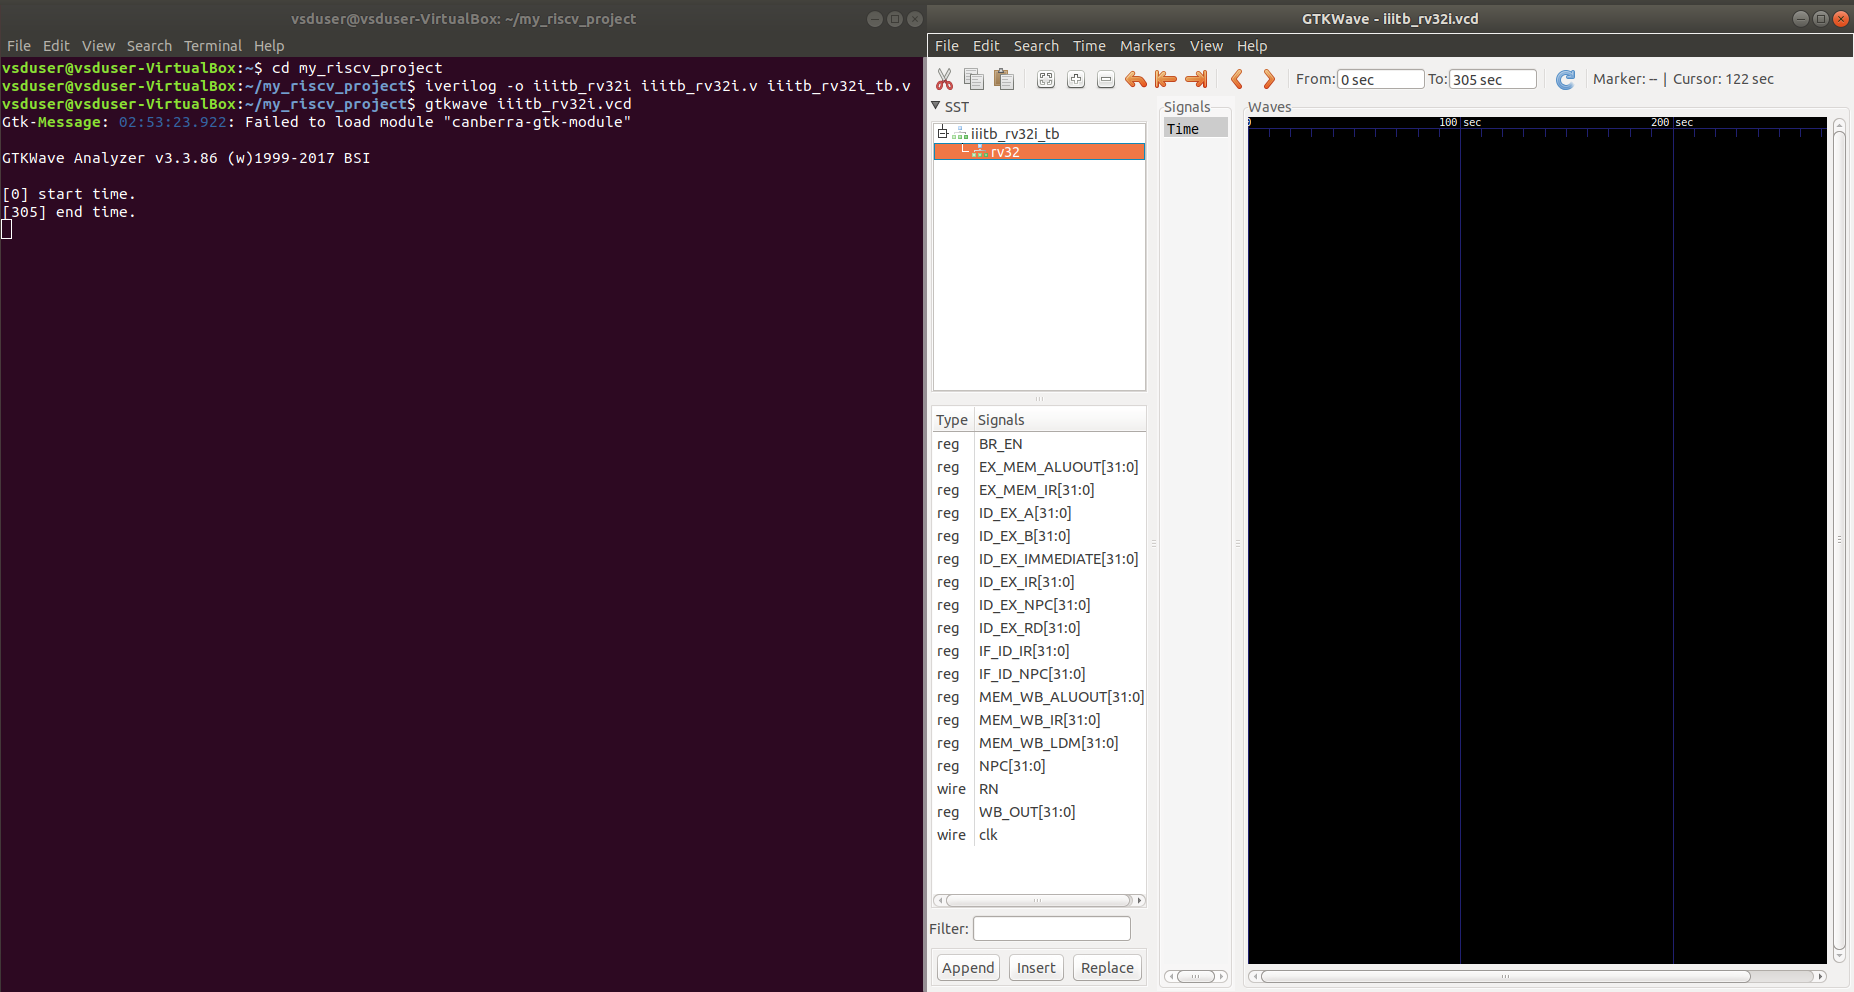 vsduser@vsduser-VirtualBox: ~/my_riscv_project
File Edit View Search Terminal Help
vsduser@vsduser-VirtualBox:~$ cd my_riscv_project
vsduser@vsduser-VirtualBox:~/my_riscv_project$ iverilog -o iiitb_rv32i iiitb_rv32i.v iiitb_rv32i_tb.v
vsduser@vsduser-VirtualBox:~/my_riscv_project$ gtkwave iiitb_rv32i.vcd
Gtk-Message: 02:53:23.922: Failed to load module "canberra-gtk-module"
GTKWave Analyzer v3.3.86 (w)1999-2017 BSI
[0] start time.
[305] end time.
GTKWave - iiitb_rv32i.vcd
File Edit Search Time Markers View Help
From: 0 sec To: 305 sec Marker: -- | Cursor: 122 sec
SST
iiitb_rv32i_tb
rv32
Type Signals
reg BR_EN
reg EX_MEM_ALUOUT[31:0]
reg EX_MEM_IR[31:0]
reg ID_EX_A[31:0]
reg ID_EX_B[31:0]
reg ID_EX_IMMEDIATE[31:0]
reg ID_EX_IR[31:0]
reg ID_EX_NPC[31:0]
reg ID_EX_RD[31:0]
reg IF_ID_IR[31:0]
reg IF_ID_NPC[31:0]
reg MEM_WB_ALUOUT[31:0]
reg MEM_WB_IR[31:0]
reg MEM_WB_LDM[31:0]
reg NPC[31:0]
wire RN
reg WB_OUT[31:0]
wire clk
Filter:
Append Insert Replace
Signals
Time
Waves
0 100 sec 200 sec